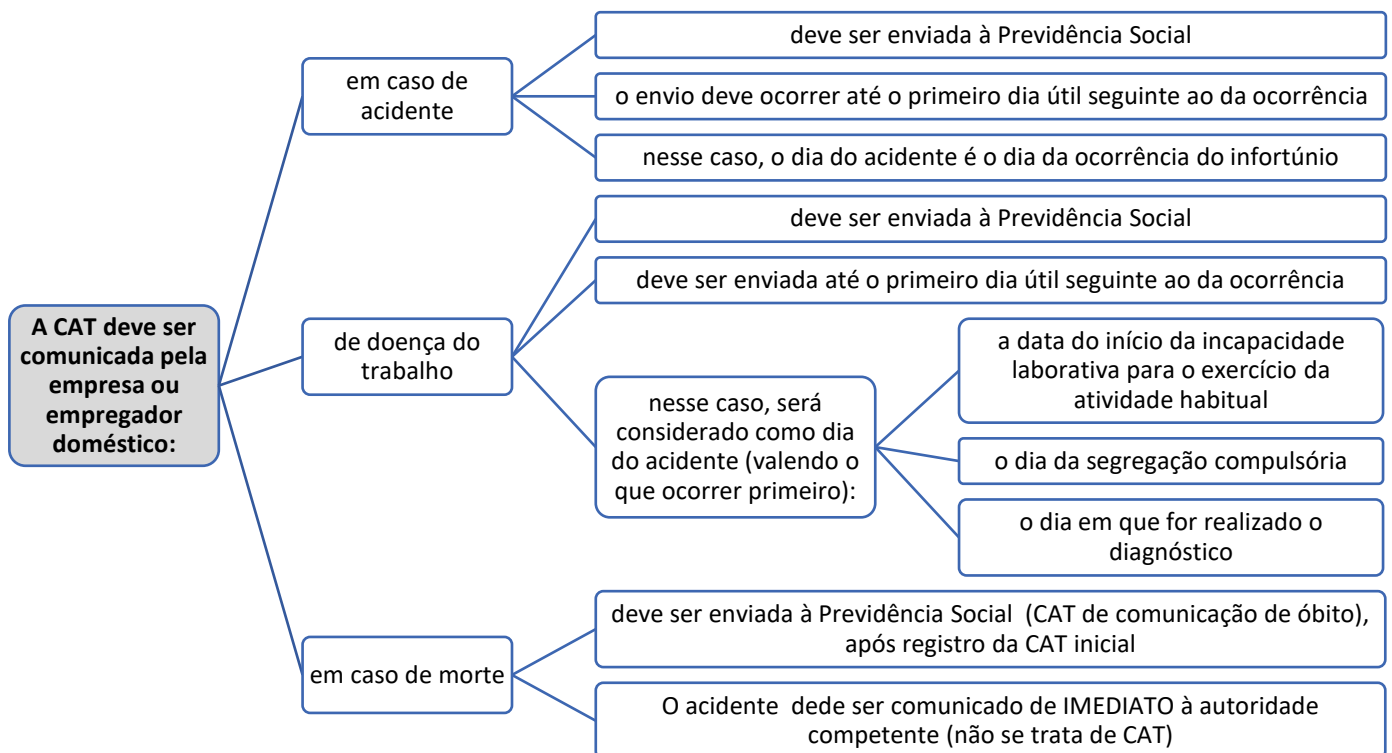 A CAT deve ser
comunicada pela
empresa ou
empregador
doméstico:
em caso de
acidente
deve ser enviada à Previdência Social
o envio deve ocorrer até o primeiro dia útil seguinte ao da ocorrência
nesse caso, o dia do acidente é o dia da ocorrência do infortúnio
de doença do
trabalho
deve ser enviada à Previdência Social
deve ser enviada até o primeiro dia útil seguinte ao da ocorrência
nesse caso, será
considerado como dia
do acidente (valendo o
que ocorrer primeiro):
a data do início da incapacidade
laborativa para o exercício da
atividade habitual
o dia da segregação compulsória
o dia em que for realizado o
diagnóstico
em caso de morte
deve ser enviada à Previdência Social (CAT de comunicação de óbito),
após registro da CAT inicial
O acidente dede ser comunicado de IMEDIATO à autoridade
competente (não se trata de CAT)